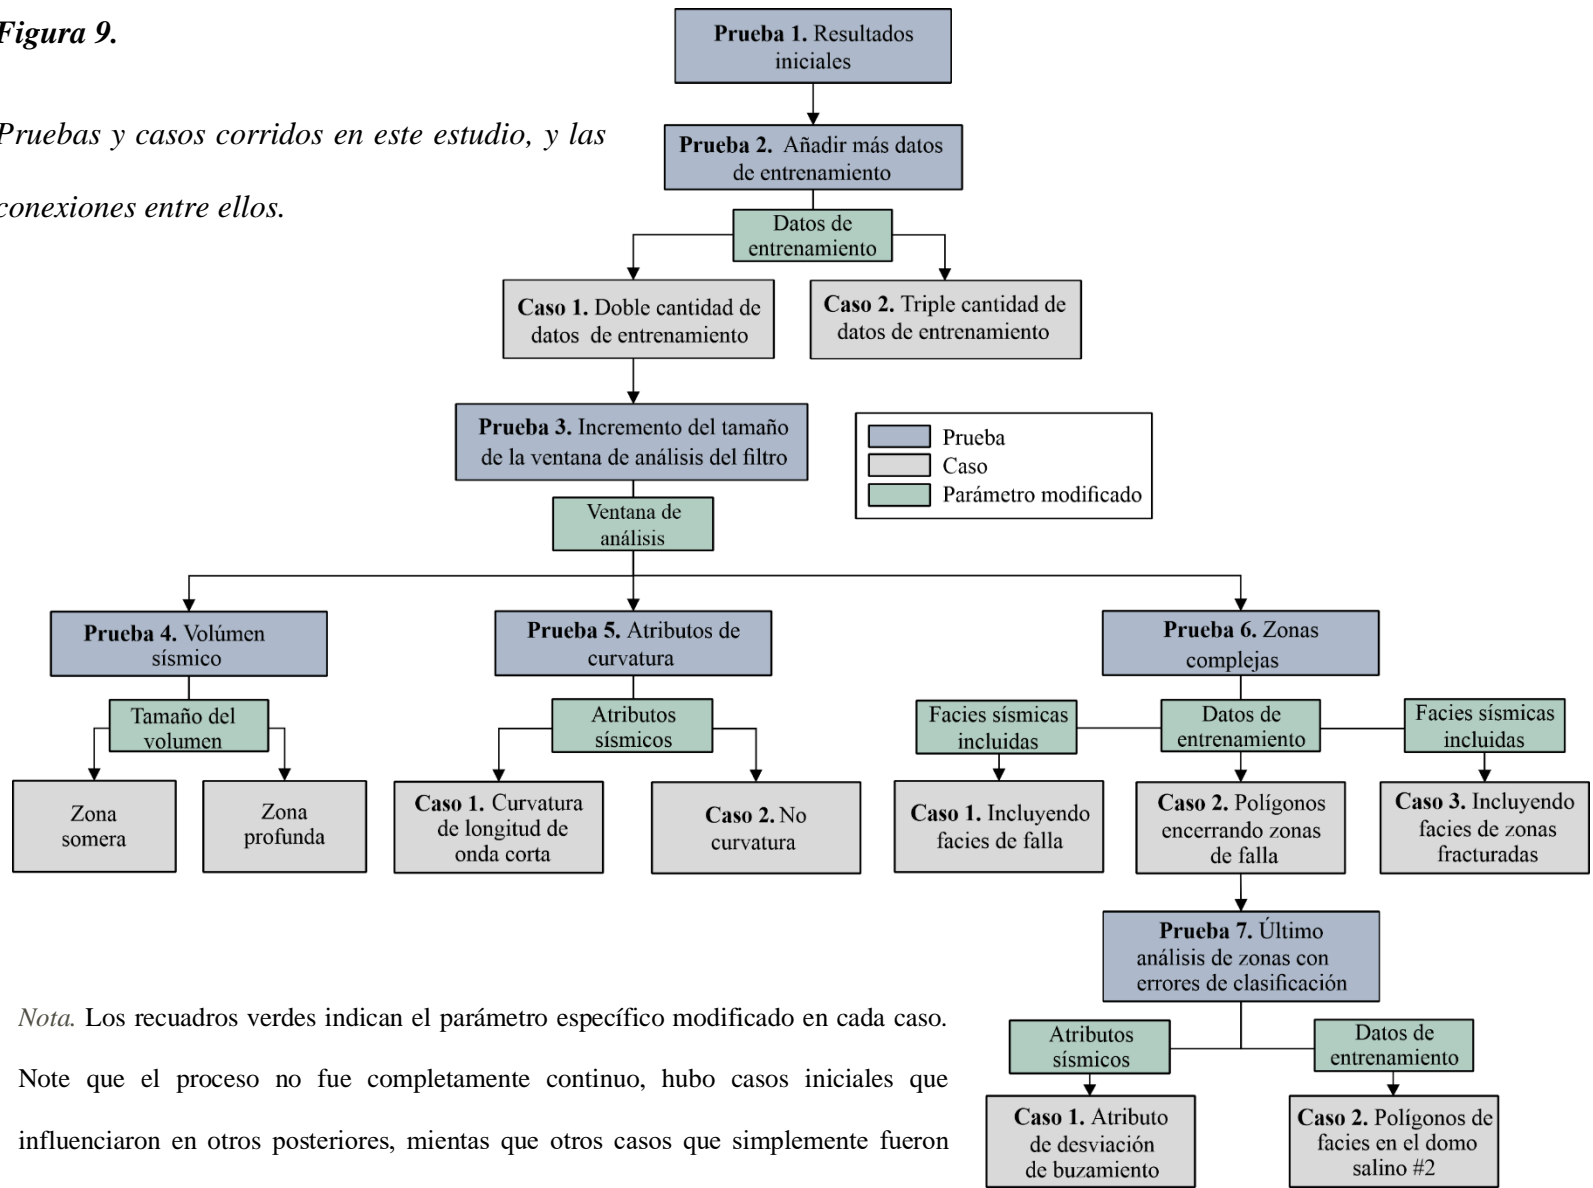 Figura 9.
Pruebas y casos corridos en este estudio, y las
conexiones entre ellos.
Prueba 1. Resultados
iniciales
Prueba 2. Añadir más datos
de entrenamiento
Datos de
entrenamiento
Caso 1. Doble cantidad de
datos de entrenamiento
Caso 2. Triple cantidad de
datos de entrenamiento
Prueba 3. Incremento del tamaño
de la ventana de análisis del filtro
Prueba
Caso
Parámetro modificado
Ventana de
análisis
Prueba 4. Volúmen
sísmico
Prueba 5. Atributos de
curvatura
Prueba 6. Zonas
complejas
Tamaño del
volumen
Atributos
sísmicos
Facies sísmicas
incluidas
Datos de
entrenamiento
Facies sísmicas
incluidas
Zona
somera
Zona
profunda
Caso 1. Curvatura
de longitud de
onda corta
Caso 2. No
curvatura
Caso 1. Incluyendo
facies de falla
Caso 2. Polígonos
encerrando zonas
de falla
Caso 3. Incluyendo
facies de zonas
fracturadas
Prueba 7. Último
análisis de zonas con
errores de clasificación
Atributos
sísmicos
Datos de
entrenamiento
Caso 1. Atributo
de desviación
de buzamiento
Caso 2. Polígonos de
facies en el domo
salino #2
Nota. Los recuadros verdes indican el parámetro específico modificado en cada caso.
Note que el proceso no fue completamente continuo, hubo casos iniciales que
influenciaron en otros posteriores, mientas que otros casos que simplemente fueron